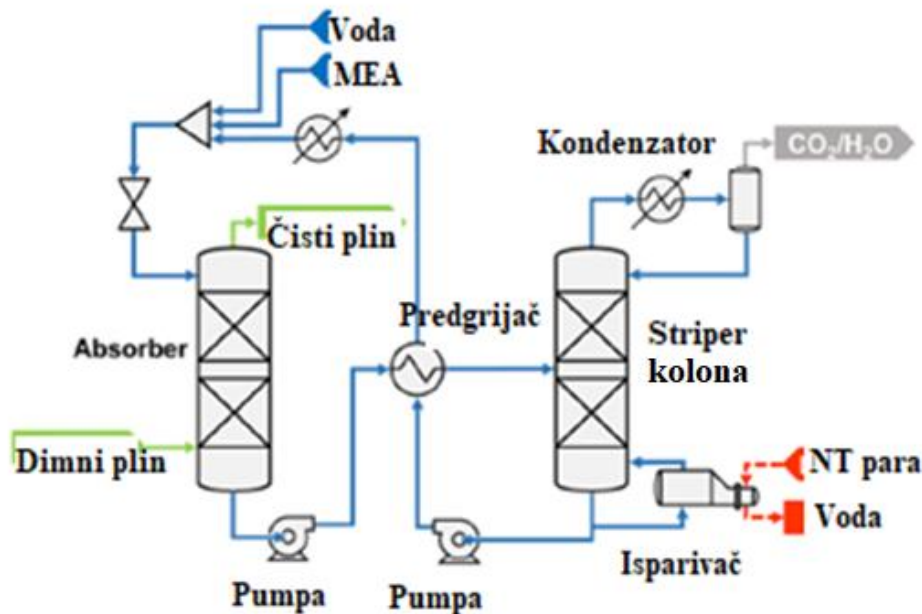 Voda
MEA
Kondenzator
CO₂/H₂O
Čisti plin
Predgrijač
Absorber
Striper
kolona
Dimni plin
NT para
Voda
Isparivač
Pumpa
Pumpa